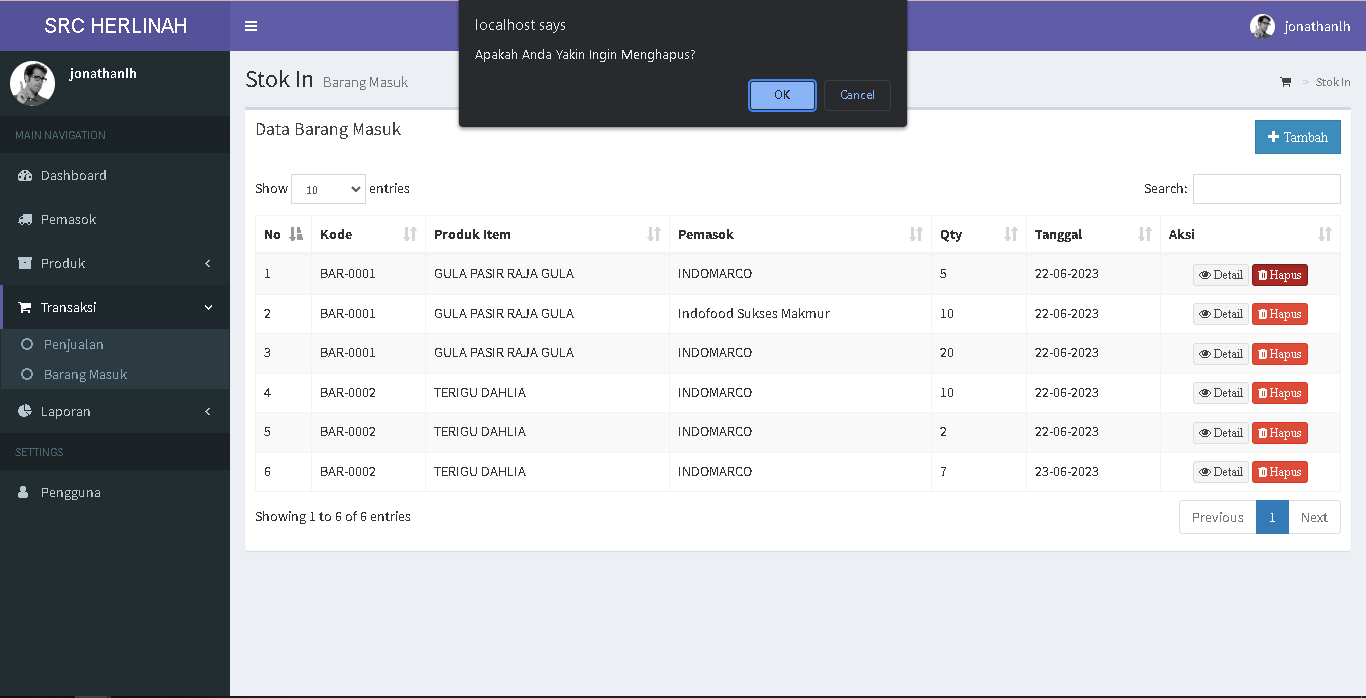 SRC HERLINAH
jonathanlh
localhost says
Apakah Anda Yakin Ingin Menghapus?
OK
Cancel
jonathanlh
MAIN NAVIGATION
Dashboard
Pemasok
Produk
Transaksi
Penjualan
Barang Masuk
Laporan
SETTINGS
Pengguna
Stok In Barang Masuk
> Stok In
Data Barang Masuk
Tambah
Show 10 entries
Search:
No Kode Produk Item Pemasok Qty Tanggal Aksi
1 BAR-0001 GULA PASIR RAJA GULA INDOMARCO 5 22-06-2023 Detail Hapus
2 BAR-0001 GULA PASIR RAJA GULA Indofood Sukses Makmur 10 22-06-2023 Detail Hapus
3 BAR-0001 GULA PASIR RAJA GULA INDOMARCO 20 22-06-2023 Detail Hapus
4 BAR-0002 TERIGU DAHLIA INDOMARCO 10 22-06-2023 Detail Hapus
5 BAR-0002 TERIGU DAHLIA INDOMARCO 2 22-06-2023 Detail Hapus
6 BAR-0002 TERIGU DAHLIA INDOMARCO 7 23-06-2023 Detail Hapus
Showing 1 to 6 of 6 entries
Previous 1 Next